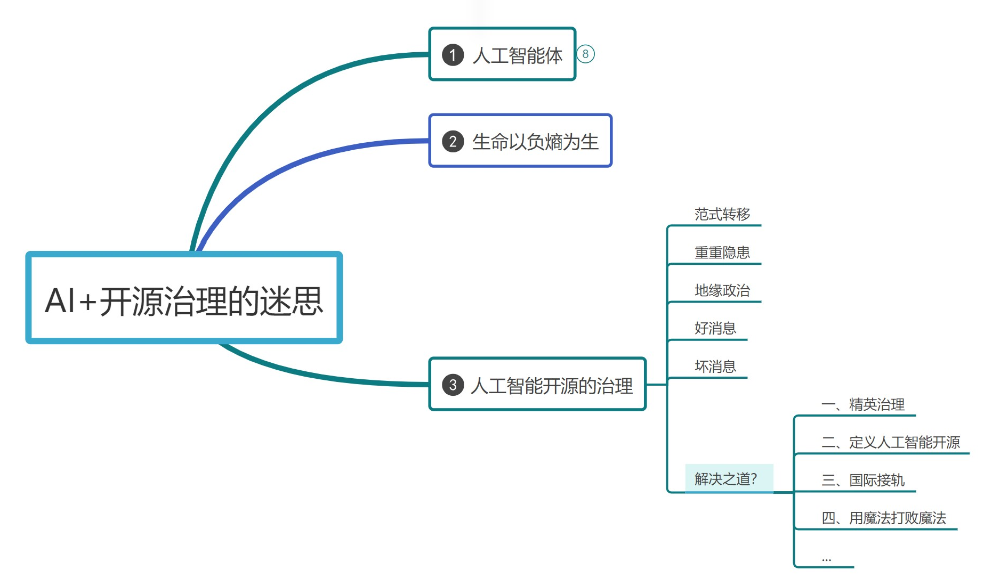 1 人工智能体 8
2 生命以负熵为生
AI+开源治理的迷思
3 人工智能开源的治理
范式转移
重重隐患
地缘政治
好消息
坏消息
解决之道?
一、精英治理
二、定义人工智能开源
三、国际接轨
四、用魔法打败魔法
...